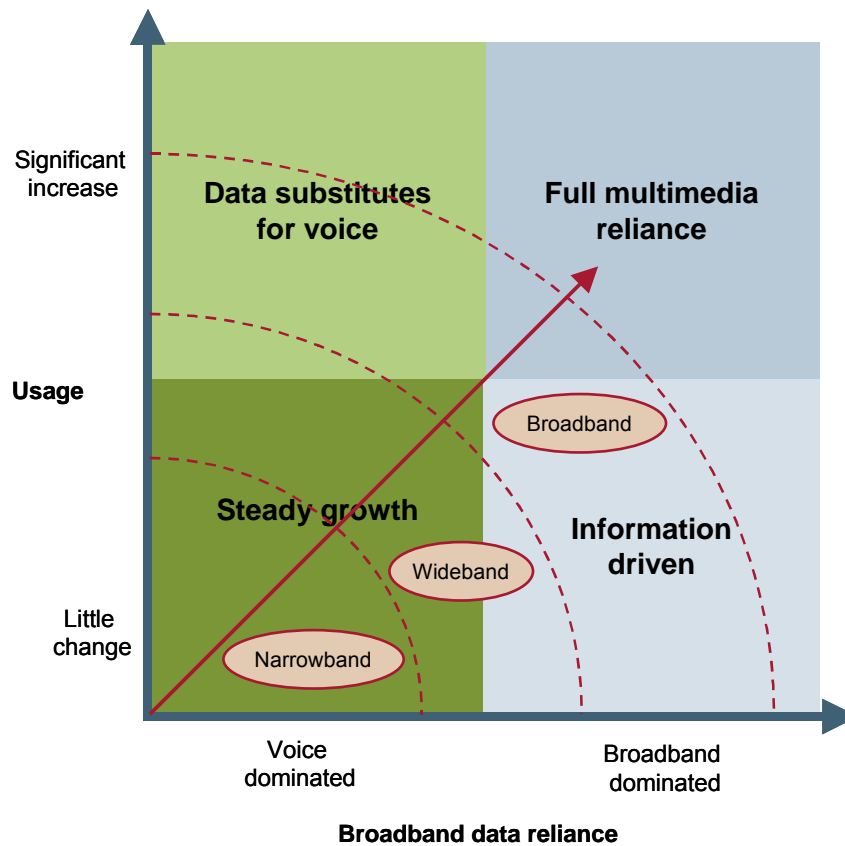 Significant
increase
Data substitutes
for voice
Full multimedia
reliance
Usage
Broadband
Steady growth
Information
driven
Wideband
Little
change
Narrowband
Voice
dominated
Broadband
dominated
Broadband data reliance